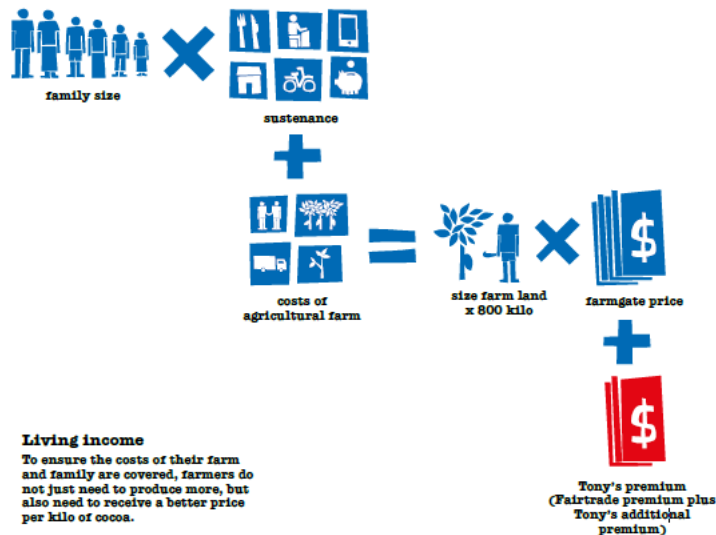 family size
sustenance
costs of
agricultural farm
size farm land
x 800 kilo
$
farmgate price
$
Tony's premium
(Fairtrade premium plus
Tony's additional
premium)
Living income
To ensure the costs of their farm
and family are covered, farmers do
not just need to produce more, but
also need to receive a better price
per kilo of cocoa.